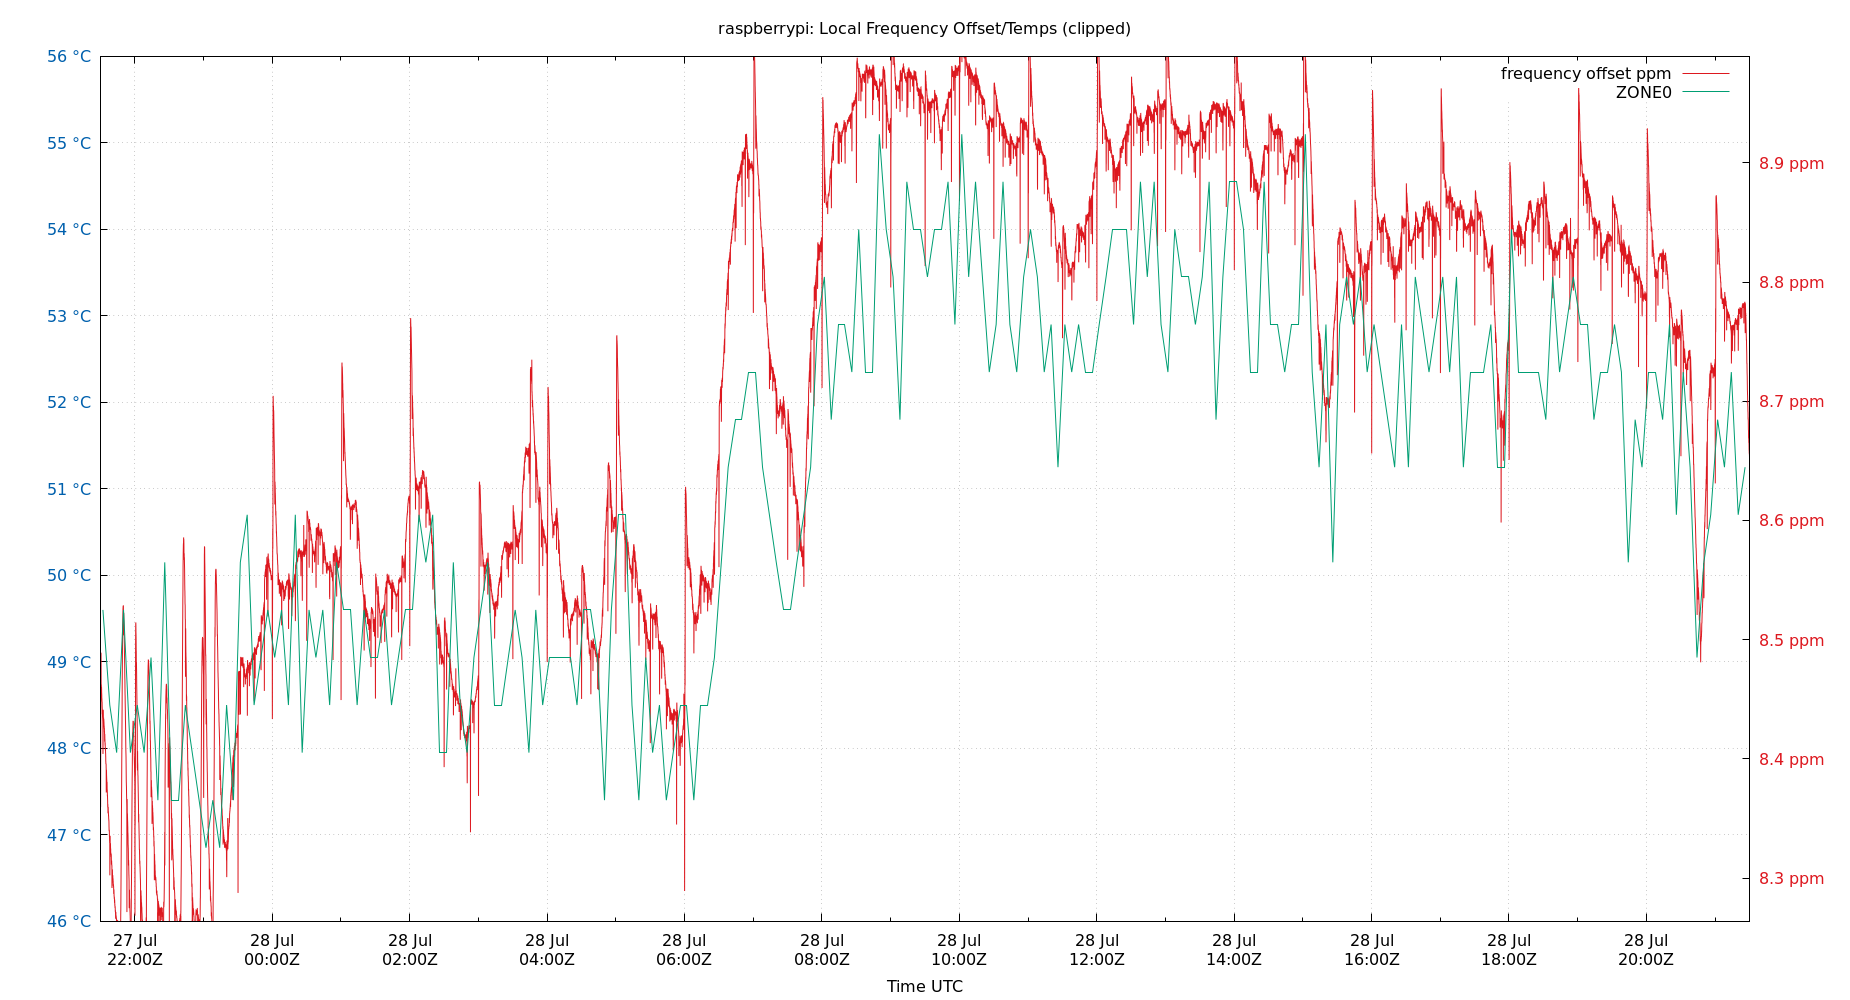 raspberrypi: Local Frequency Offset/Temps (clipped)
56 °C
55 °C
54 °C
53 °C
52 °C
51 °C
50 °C
49 °C
48 °C
47 °C
46 °C
frequency offset ppm
ZONE0
8.9 ppm
8.8 ppm
8.7 ppm
8.6 ppm
8.5 ppm
8.4 ppm
8.3 ppm
27 Jul
22:00Z
28 Jul
00:00Z
28 Jul
02:00Z
28 Jul
04:00Z
28 Jul
06:00Z
28 Jul
08:00Z
28 Jul
10:00Z
28 Jul
12:00Z
28 Jul
14:00Z
28 Jul
16:00Z
28 Jul
18:00Z
28 Jul
20:00Z
Time UTC